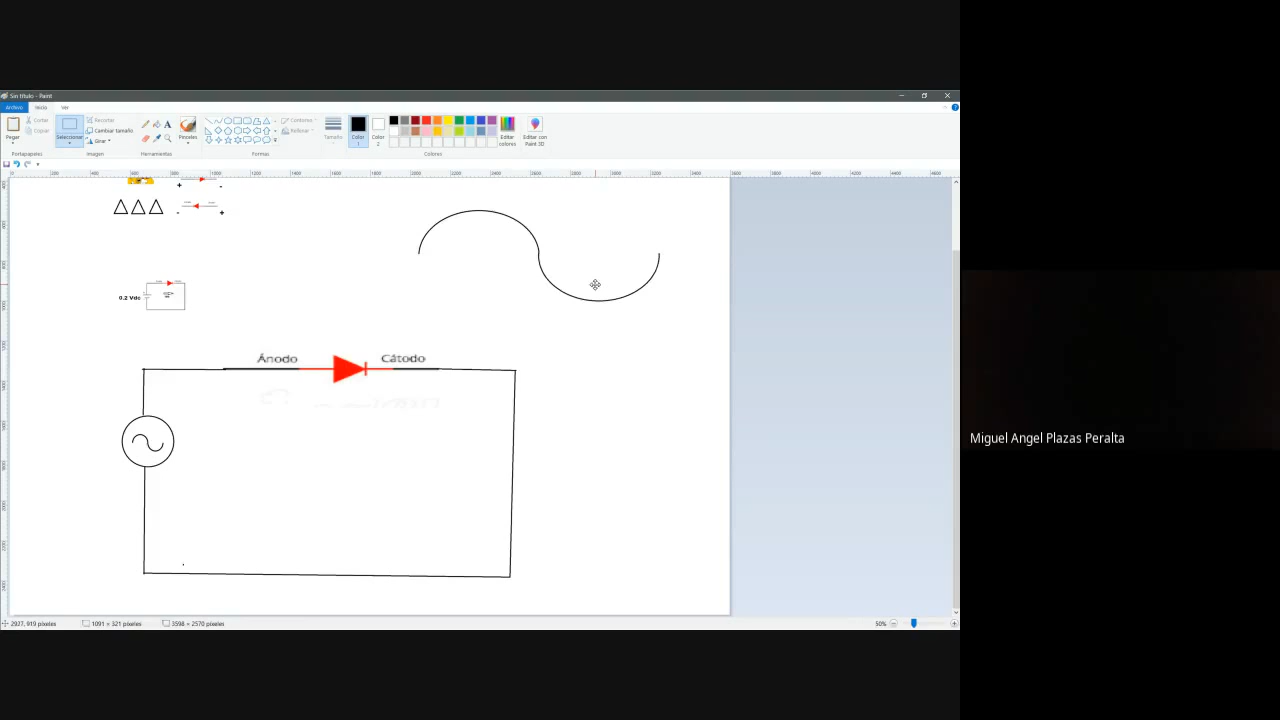 Sin título - Paint
Archivo Inicio Ver
Pegar
Cortar
Copiar
Portapapeles
Seleccionar
Recortar
Cambiar tamaño
Girar
Imagen
A
Herramientas
Pinceles
Contornos
Rellenar
Formas
Tamaño
Color 1
Color 2
Editar colores
Editar con Paint 3D
Colores
+ -
- +
0.2 Vdc
Ánodo Cátodo
Miguel Angel Plazas Peralta
2927, 919 píxeles 1091 × 321 píxeles 3598 × 2570 píxeles 50%